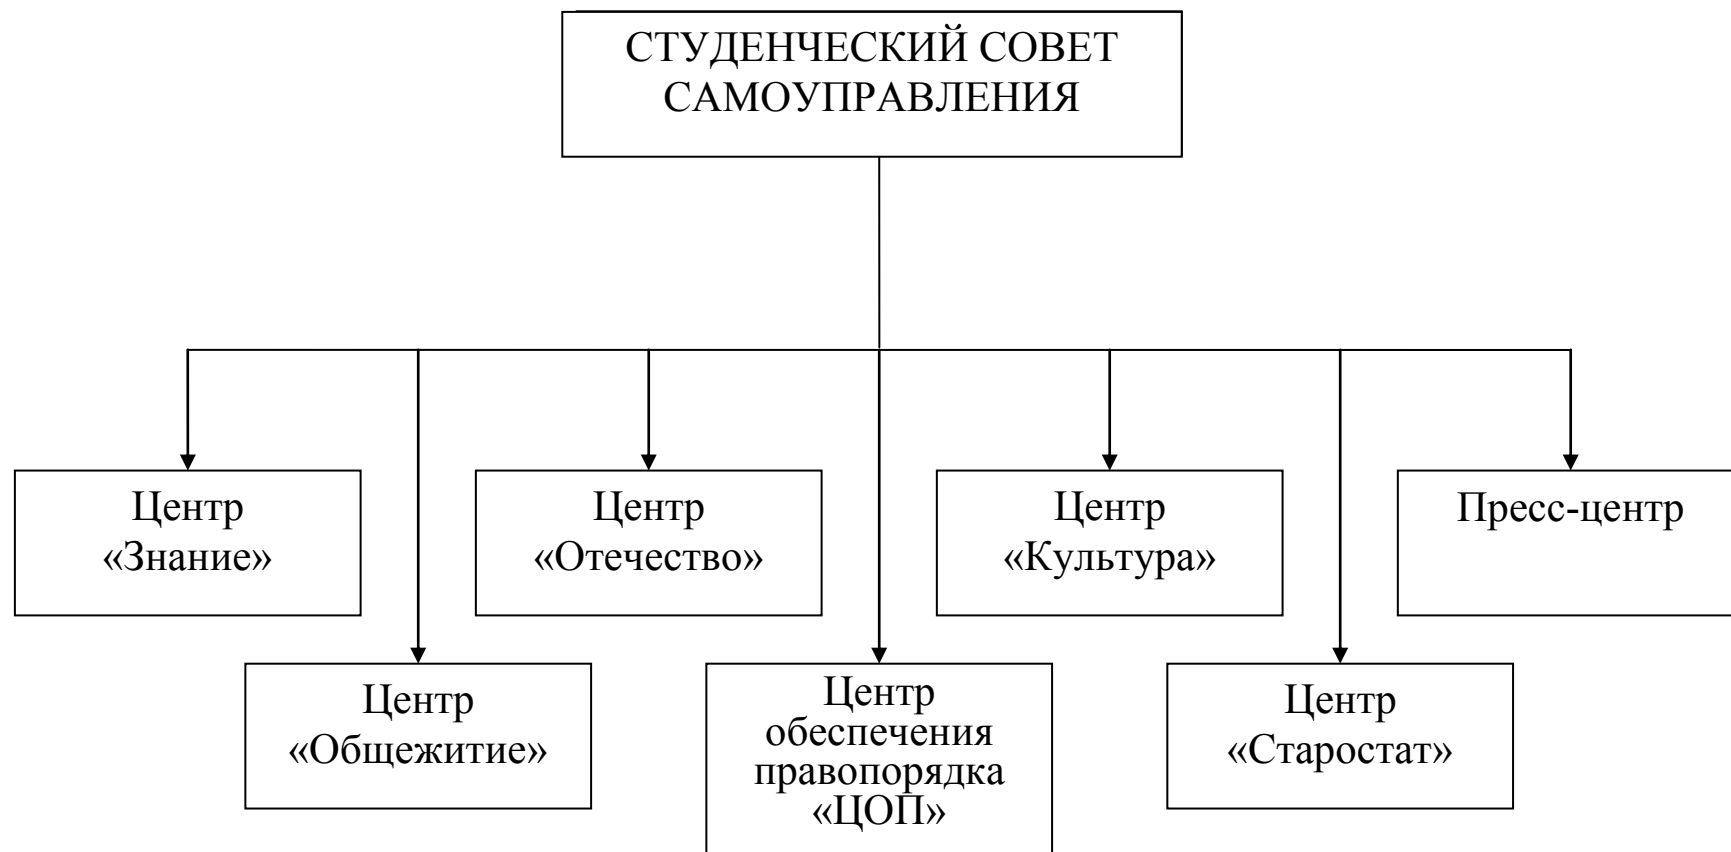 СТУДЕНЧЕСКИЙ СОВЕТ
САМОУПРАВЛЕНИЯ
Центр
«Знание»
Центр
«Отечество»
Центр
«Культура»
Пресс-центр
Центр
«Общежитие»
Центр
обеспечения
правопорядка
«ЦОП»
Центр
«Старостат»